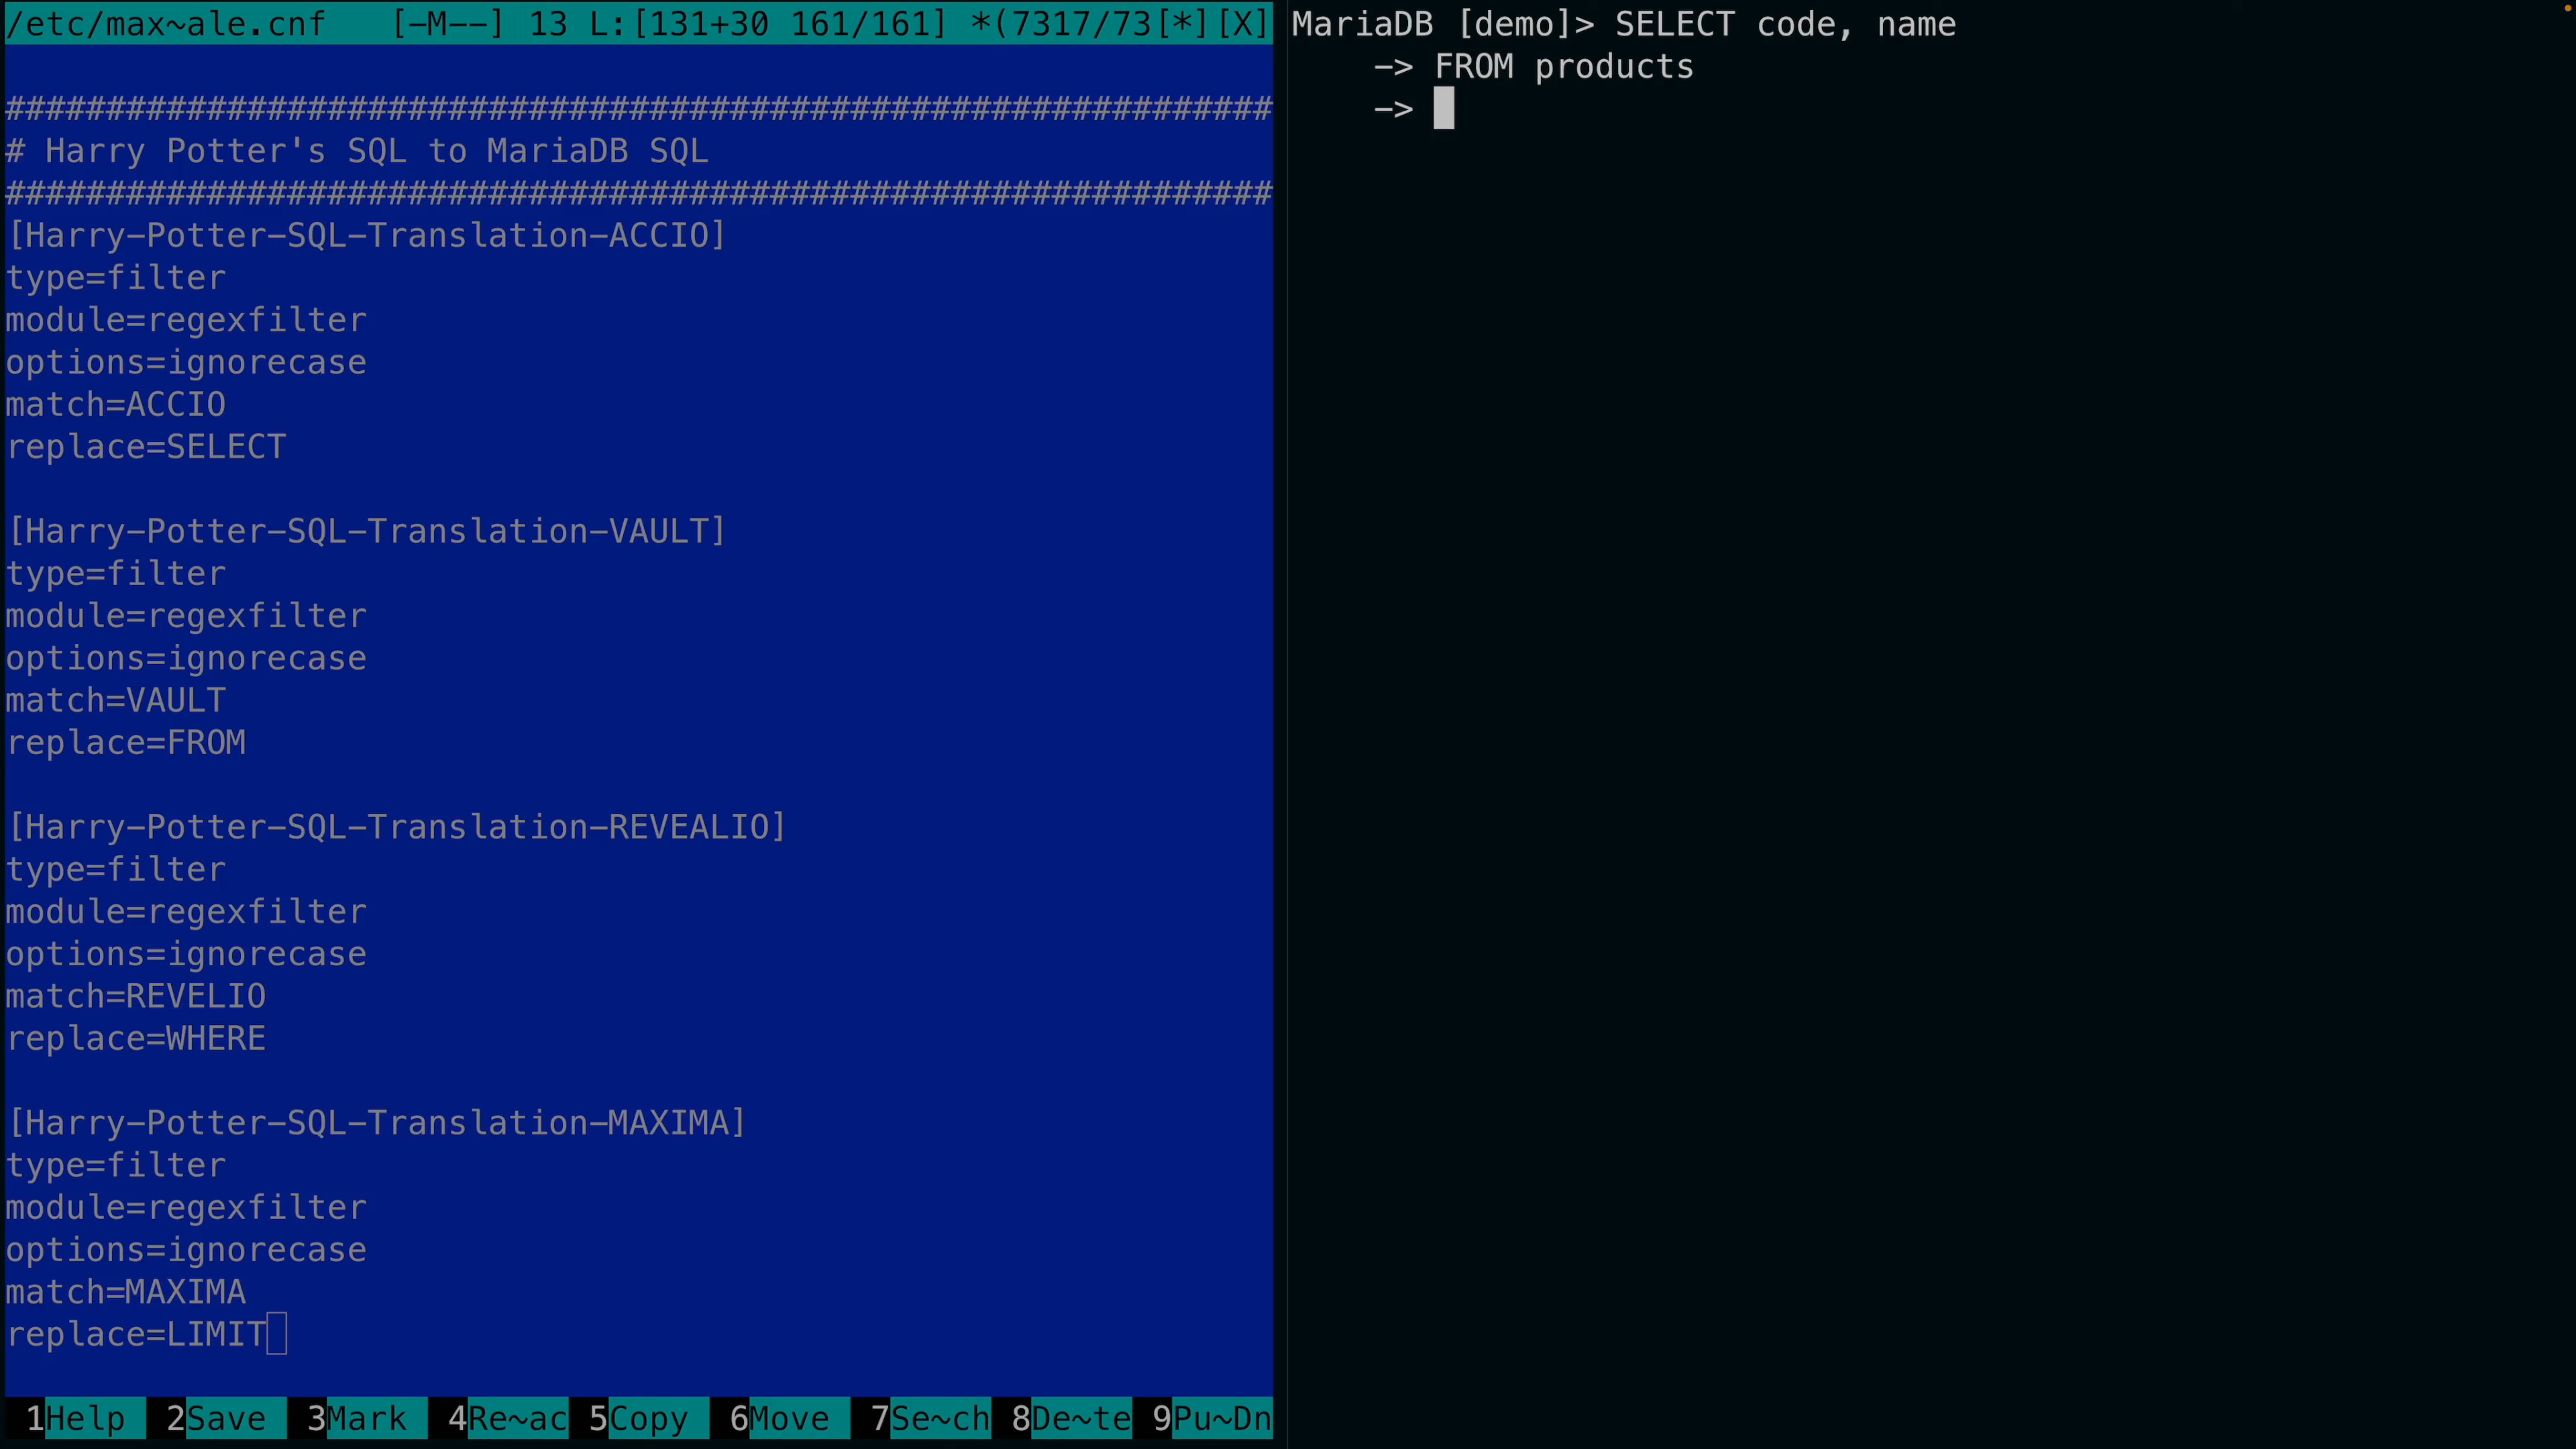 /etc/max~ale.cnf   [-M--] 13 L:[131+30 161/161] *(7317/73[*][X]
###############################################################
# Harry Potter's SQL to MariaDB SQL
###############################################################
[Harry-Potter-SQL-Translation-ACCIO]
type=filter
module=regexfilter
options=ignorecase
match=ACCIO
replace=SELECT
[Harry-Potter-SQL-Translation-VAULT]
type=filter
module=regexfilter
options=ignorecase
match=VAULT
replace=FROM
[Harry-Potter-SQL-Translation-REVEALIO]
type=filter
module=regexfilter
options=ignorecase
match=REVELIO
replace=WHERE
[Harry-Potter-SQL-Translation-MAXIMA]
type=filter
module=regexfilter
options=ignorecase
match=MAXIMA
replace=LIMIT
1Help 2Save 3Mark 4Re~ac 5Copy 6Move 7Se~ch 8De~te 9Pu~Dn
MariaDB [demo]> SELECT code, name
-> FROM products
->